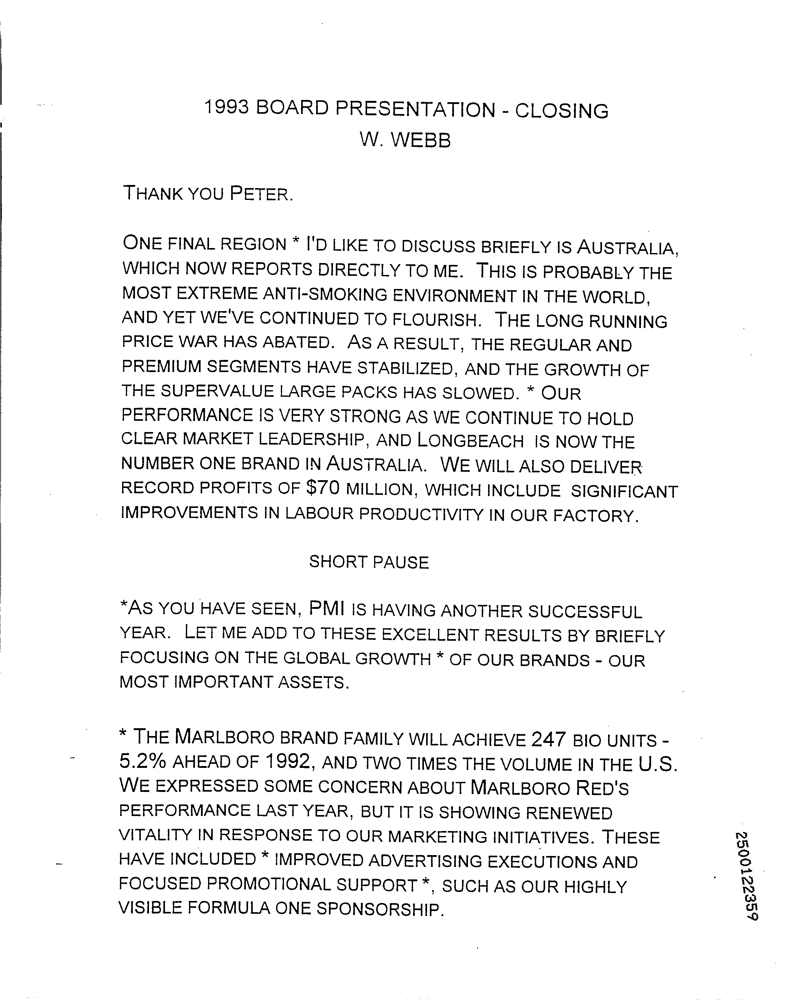 1993 BOARD PRESENTATION - CLOSING
W. WEBB
THANK YOU PETER.
ONE FINAL REGION * I'D LIKE TO DISCUSS BRIEFLY IS AUSTRALIA,
WHICH NOW REPORTS DIRECTLY TO ME. THIS IS PROBABLY THE
MOST EXTREME ANTI-SMOKING ENVIRONMENT IN THE WORLD,
AND YET WE'VE CONTINUED TO FLOURISH. THE LONG RUNNING
PRICE WAR HAS ABATED. AS A RESULT, THE REGULAR AND
PREMIUM SEGMENTS HAVE STABILIZED, AND THE GROWTH OF
THE SUPERVALUE LARGE PACKS HAS SLOWED. * OUR
PERFORMANCE IS VERY STRONG AS WE CONTINUE TO HOLD
CLEAR MARKET LEADERSHIP, AND LONGBEACH IS NOW THE
NUMBER ONE BRAND IN AUSTRALIA. WE WILL ALSO DELIVER
RECORD PROFITS OF $70 MILLION, WHICH INCLUDE SIGNIFICANT
IMPROVEMENTS IN LABOUR PRODUCTIVITY IN OUR FACTORY.
SHORT PAUSE
*AS YOU HAVE SEEN, PMI IS HAVING ANOTHER SUCCESSFUL
YEAR. LET ME ADD TO THESE EXCELLENT RESULTS BY BRIEFLY
FOCUSING ON THE GLOBAL GROWTH * OF OUR BRANDS - OUR
MOST IMPORTANT ASSETS.
* THE MARLBORO BRAND FAMILY WILL ACHIEVE 247 BIO UNITS -
5.2% AHEAD OF 1992, AND TWO TIMES THE VOLUME IN THE U.S.
WE EXPRESSED SOME CONCERN ABOUT MARLBORO RED'S
PERFORMANCE LAST YEAR, BUT IT IS SHOWING RENEWED
VITALITY IN RESPONSE TO OUR MARKETING INITIATIVES. THESE
HAVE INCLUDED * IMPROVED ADVERTISING EXECUTIONS AND
FOCUSED PROMOTIONAL SUPPORT *, SUCH AS OUR HIGHLY
VISIBLE FORMULA ONE SPONSORSHIP.
2500122359